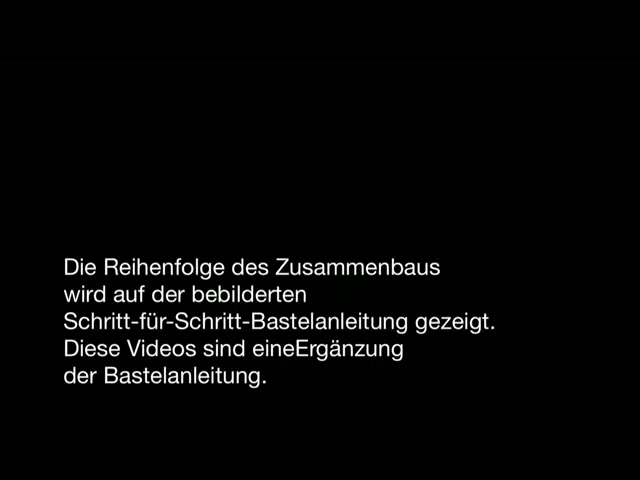 Die Reihenfolge des Zusammenbaus
wird auf der bebilderten
Schritt-für-Schritt-Bastelanleitung gezeigt.
Diese Videos sind eineErgänzung
der Bastelanleitung.